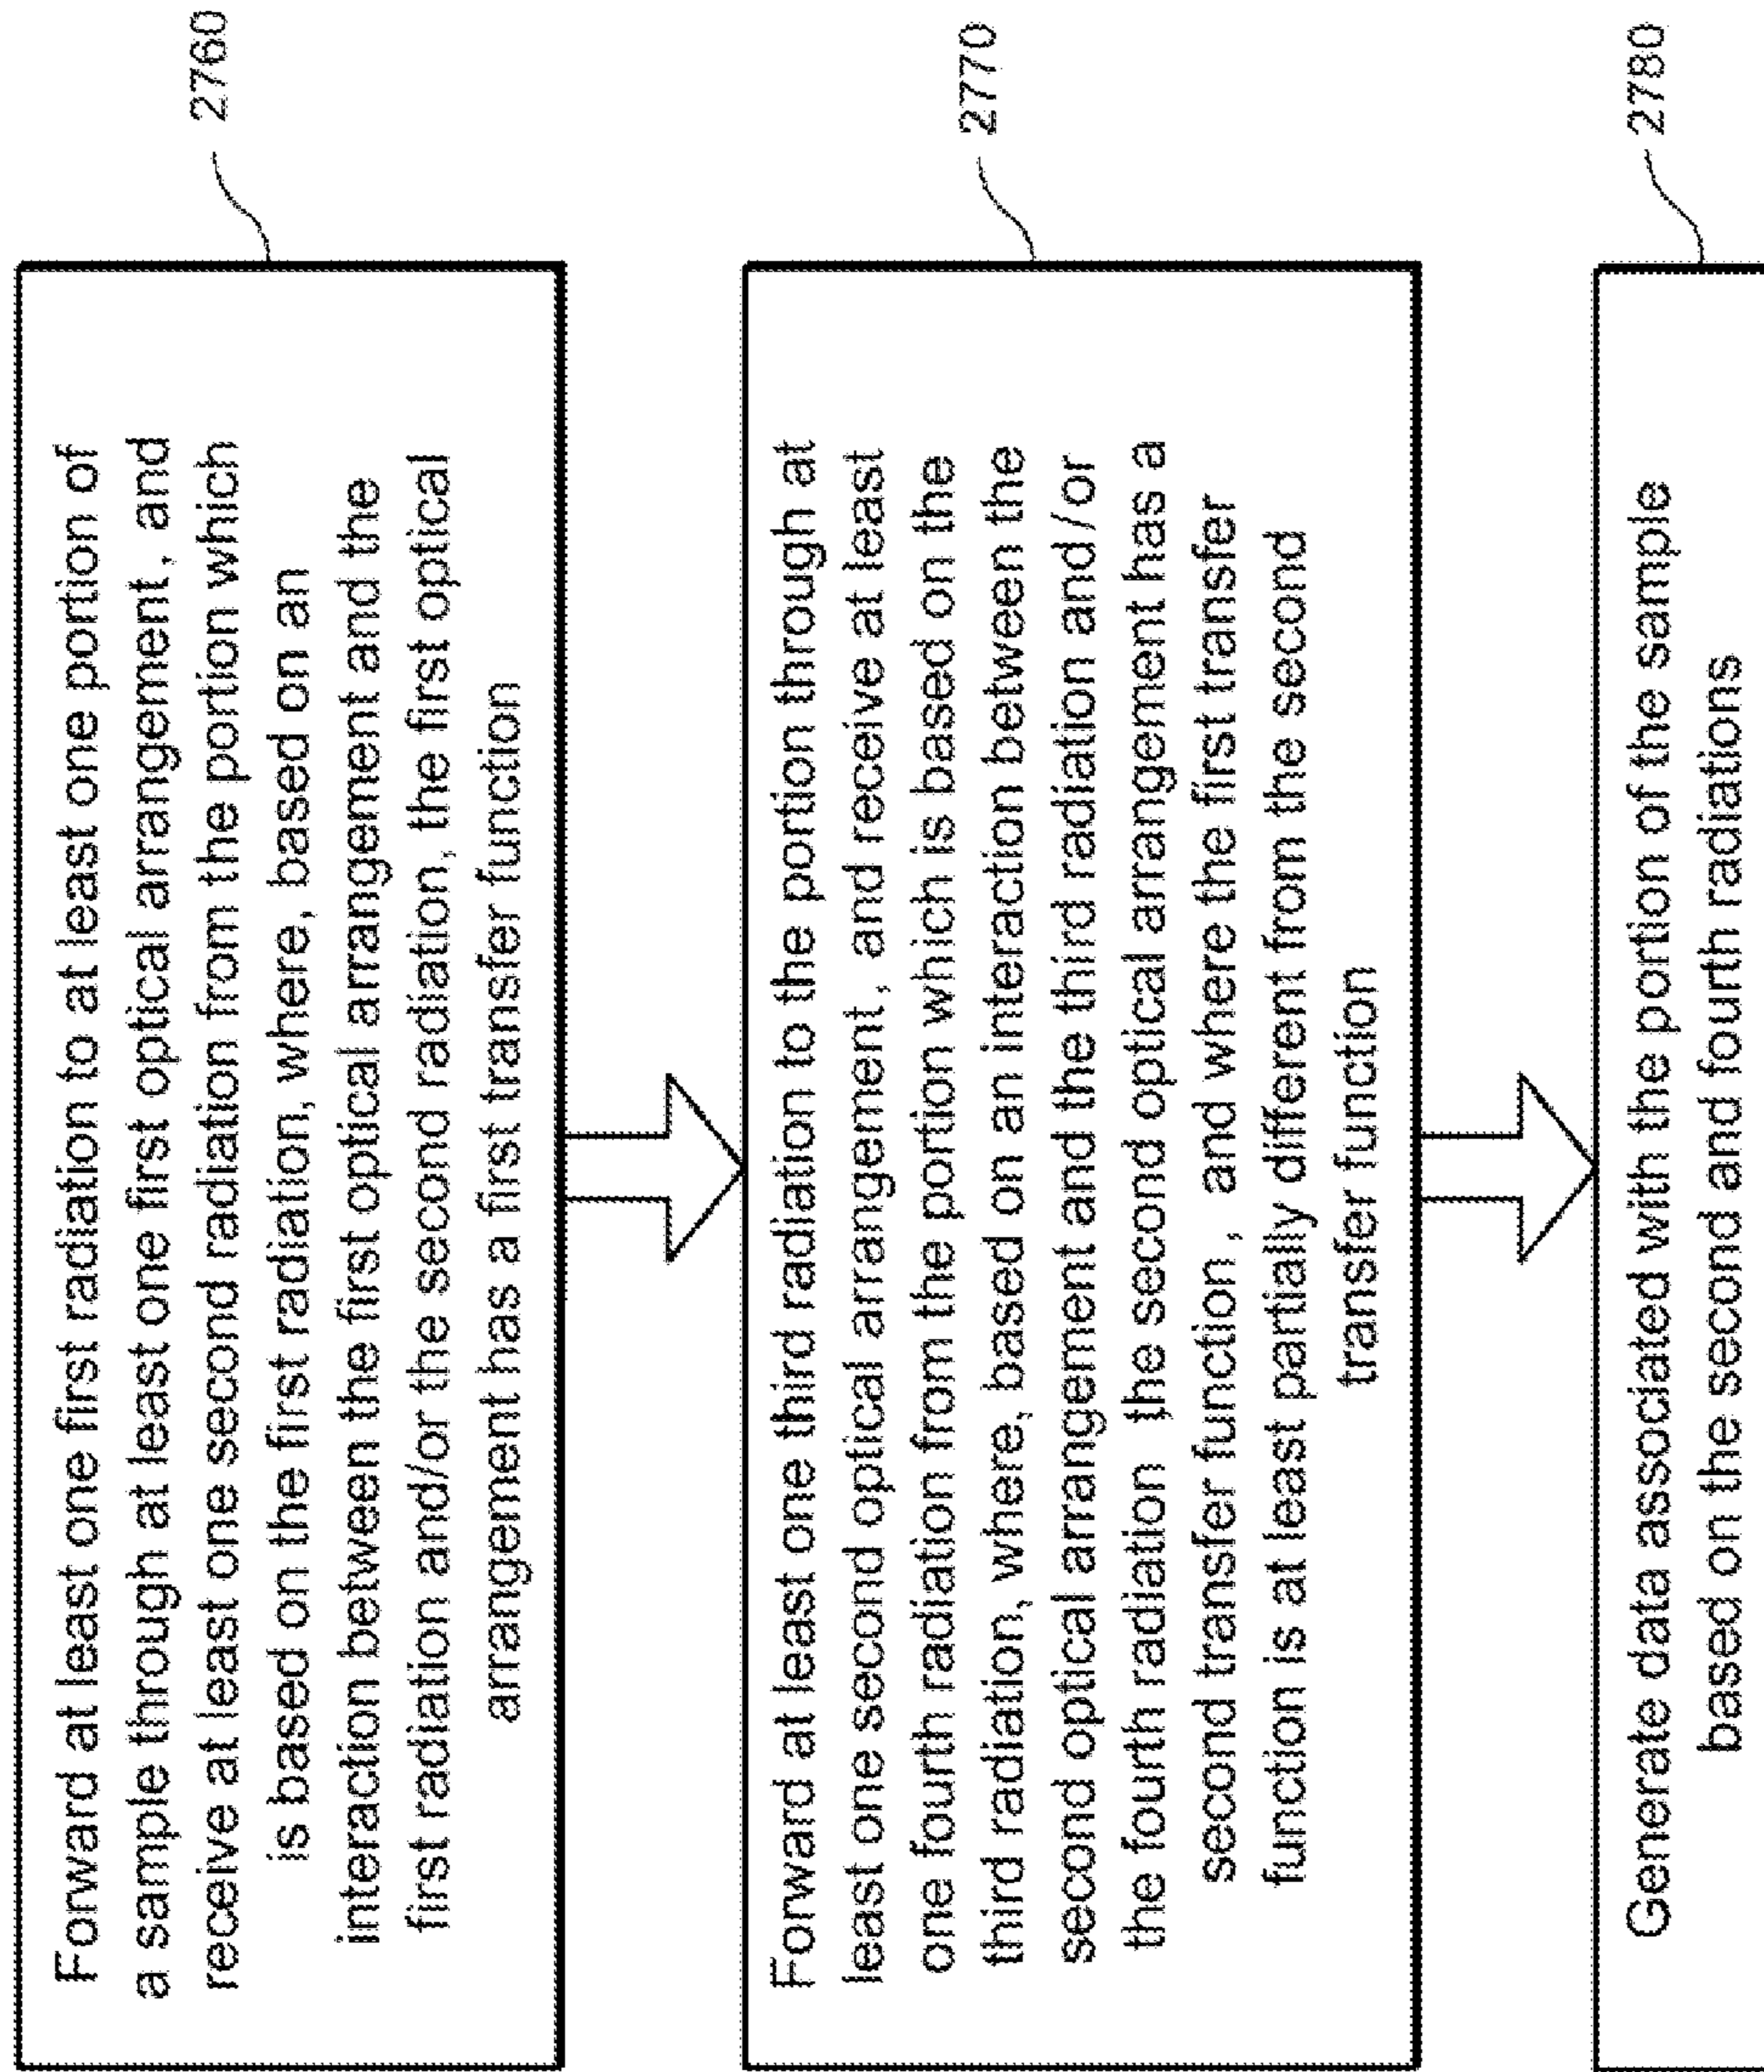 Forward at least one first radiation to at least one portion of
a sample through at least one first optical arrangement, and
receive at least one second radiation from the portion which
is based on the first radiation, where, based on an
interaction between the first optical arrangement and the
first radiation and/or the second radiation, the first optical
arrangement has a first transfer function
2760
Forward at least one third radiation to the portion through at
least one second optical arrangement, and receive at least
one fourth radiation from the portion which is based on the
third radiation, where, based on an interaction between the
second optical arrangement and the third radiation and/or
the fourth radiation the second optical arrangement has a
second transfer function, and where the first transfer
function is at least partially different from the second
transfer function
2770
Generate data associated with the portion of the sample
based on the second and fourth radiations
2780